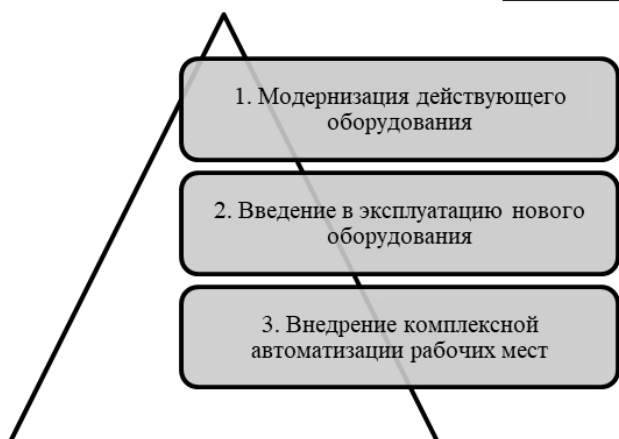 1. Модернизация действующего
оборудования
2. Введение в эксплуатацию нового
оборудования
3. Внедрение комплексной
автоматизации рабочих мест